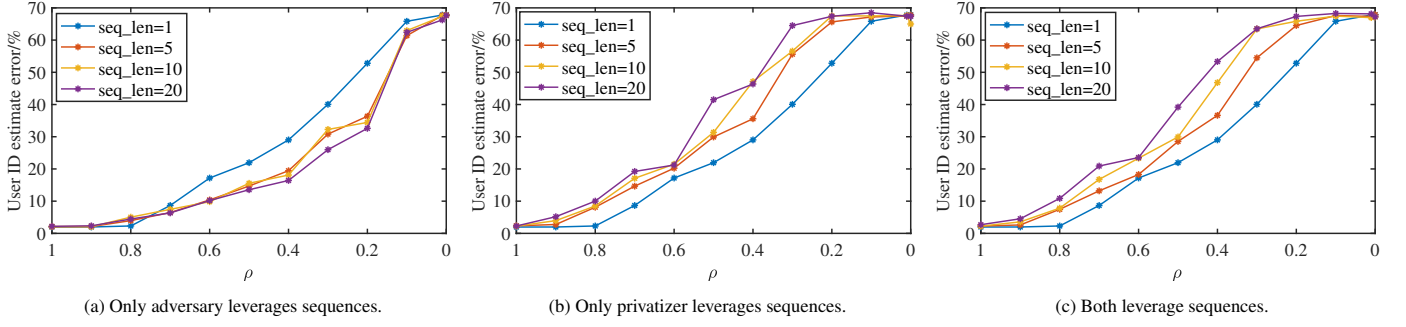 User ID estimate error/%
70
60
50
40
30
20
10
0
seq_len=1
seq_len=5
seq_len=10
seq_len=20
1
0.8
0.6
0.4
0.2
0
ρ
(a) Only adversary leverages sequences.
User ID estimate error/%
70
60
50
40
30
20
10
0
seq_len=1
seq_len=5
seq_len=10
seq_len=20
1
0.8
0.6
0.4
0.2
0
ρ
(b) Only privatizer leverages sequences.
User ID estimate error/%
70
60
50
40
30
20
10
0
seq_len=1
seq_len=5
seq_len=10
seq_len=20
1
0.8
0.6
0.4
0.2
0
ρ
(c) Both leverage sequences.